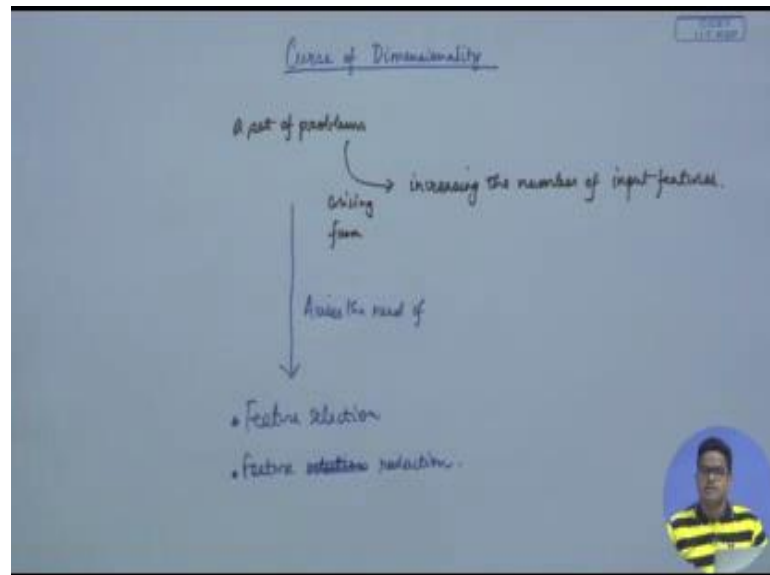 Curse of Dimensionality
A set of problems
increasing the number of input features.
arising
from
Arises the need of
• Feature selection
• Feature reduction.